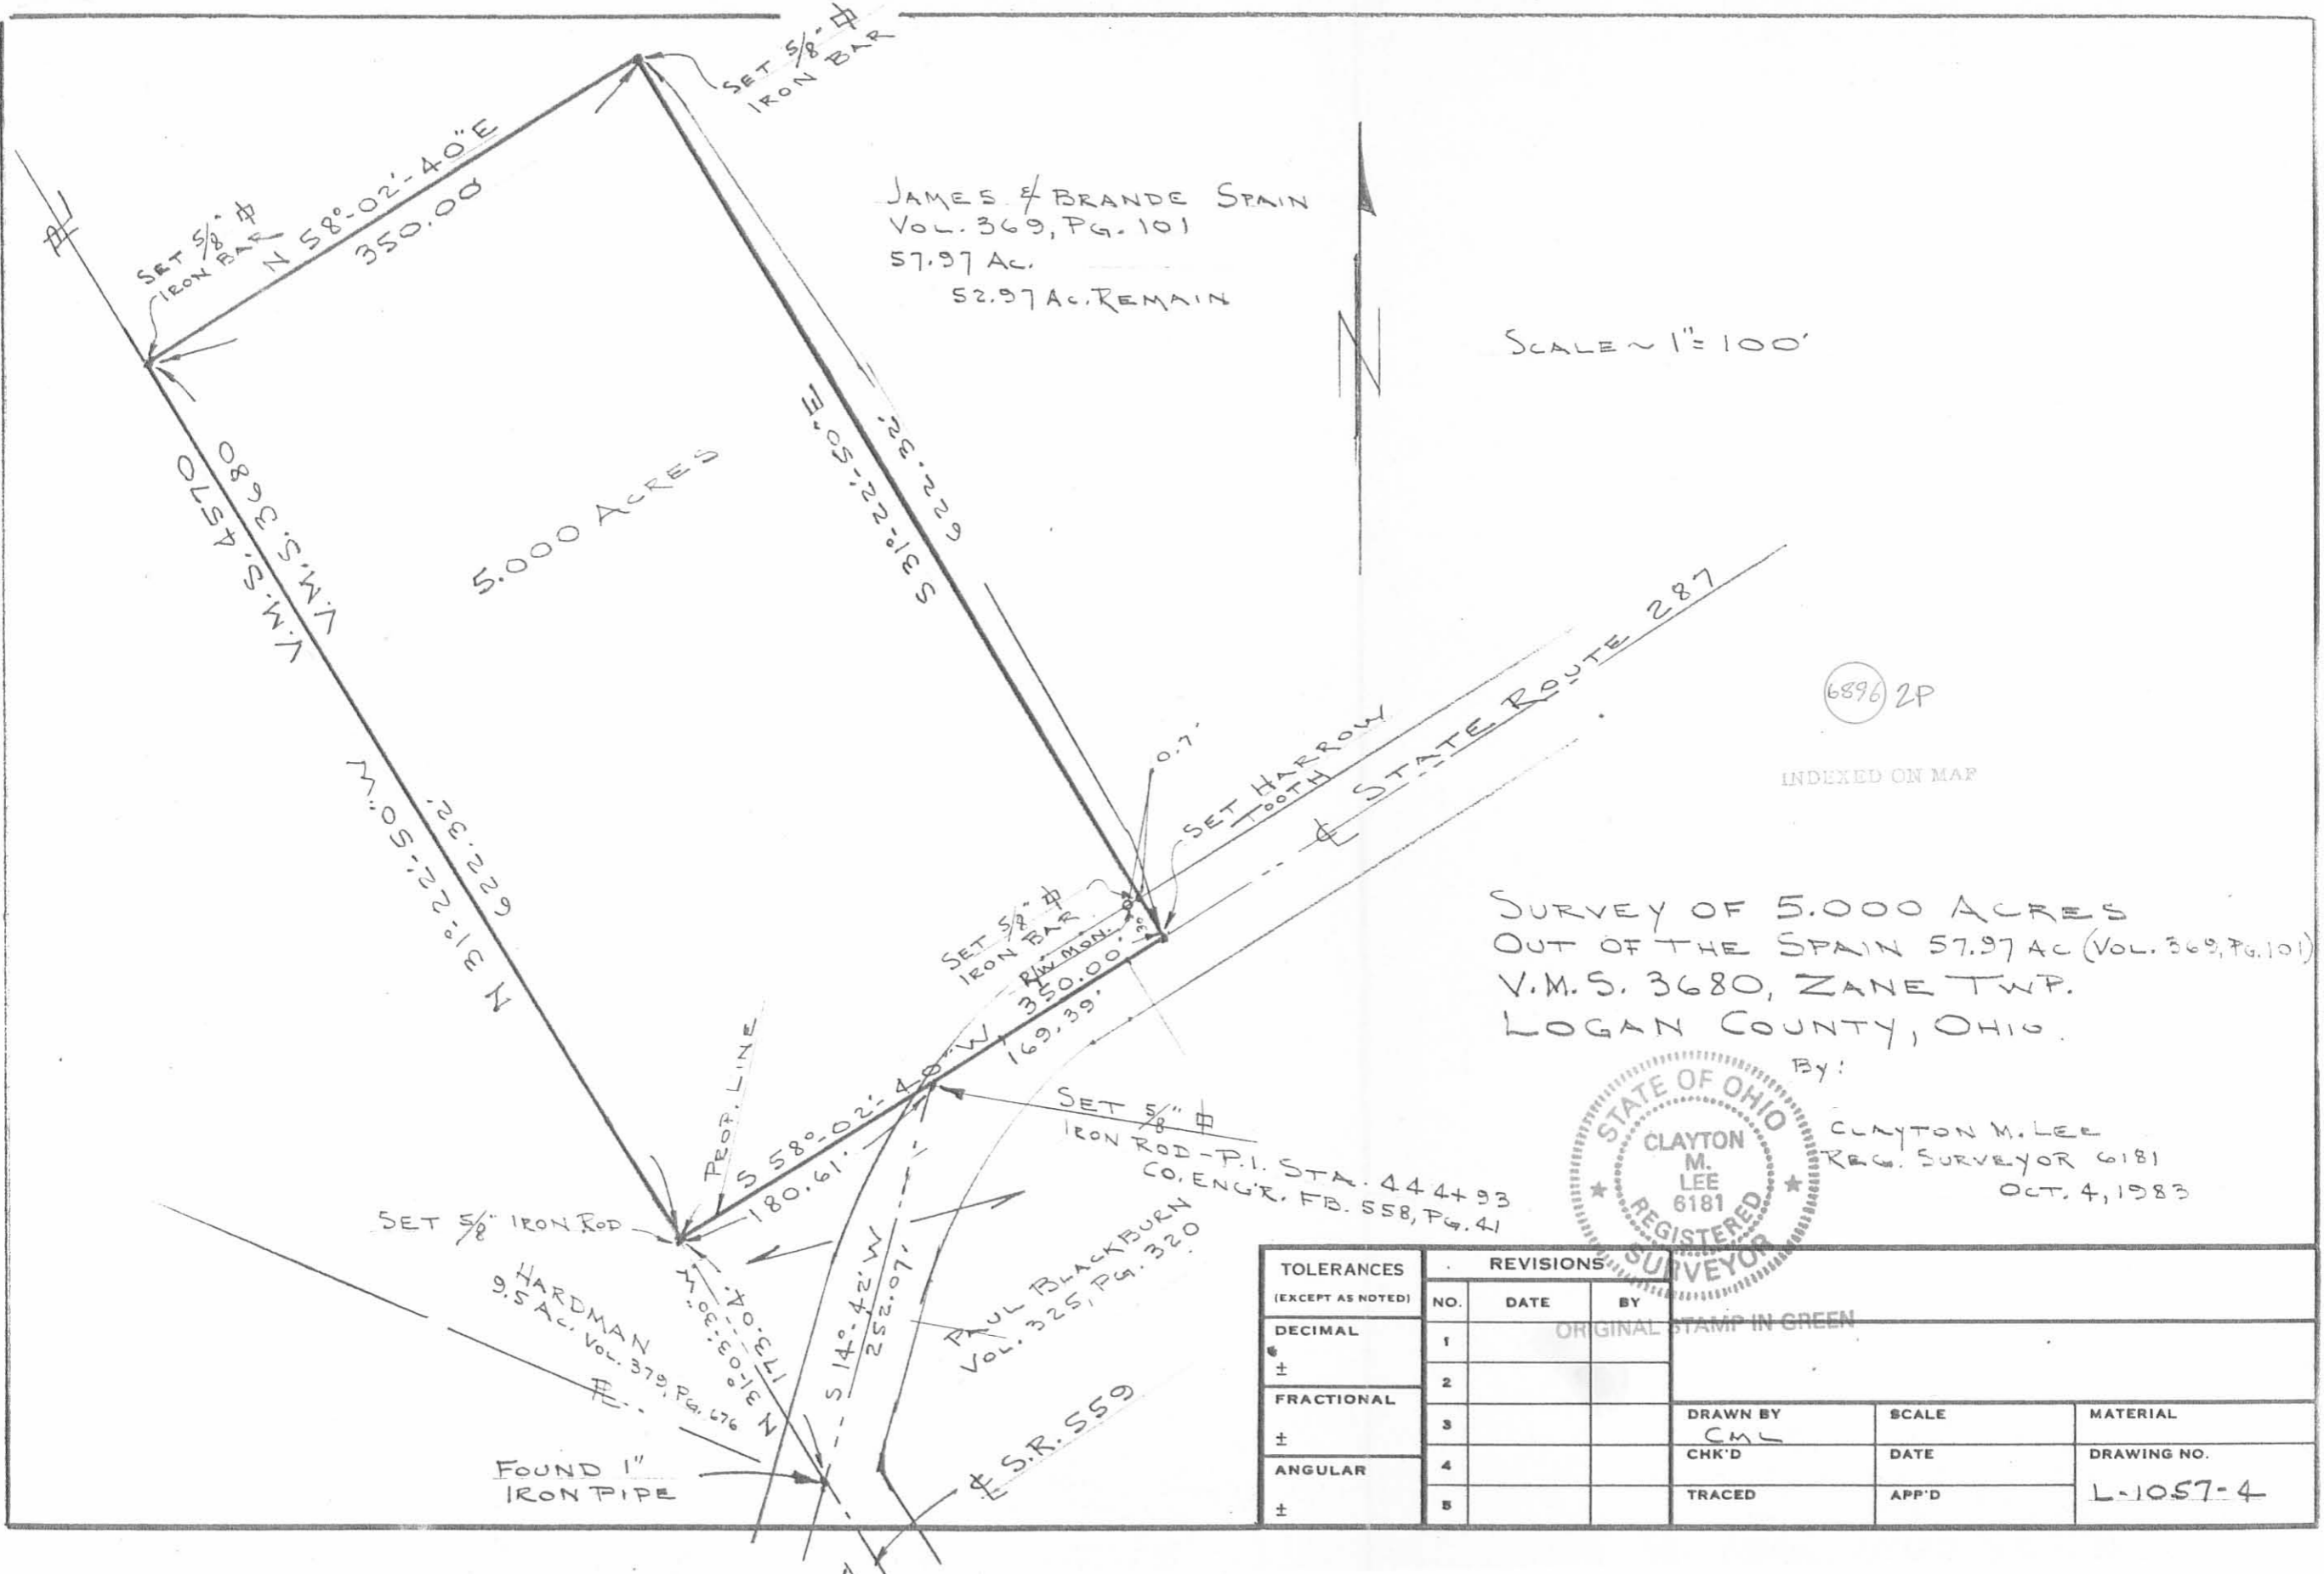 SET 5/8" ⌽
IRON BAR
N 58°-02'-40"E
350.00'
SET 5/8" ⌽
IRON BAR
JAMES & BRANDE SPAIN
VOL. 369, PG. 101
57.97 AC.
52.97 AC. REMAIN
N
SCALE ~ 1"= 100'
5.000 ACRES
S 31°-22'-50"E
622.32'
V.M.S. 3680
V.M.S. 4570
N 31°-22'-50"W
622.32'
STATE ROUTE 287
6896 2P
INDEXED ON MAP
0.7'
SET HARROW
TOOTH
SET 5/8" ⌽
IRON BAR
R/W MON.
30'
S 58°-02'-40"W 350.00'
169.39'
180.61'
PROP. LINE
SURVEY OF 5.000 ACRES
OUT OF THE SPAIN 57.97 AC (VOL. 369, PG. 101)
V.M.S. 3680, ZANE TWP.
LOGAN COUNTY, OHIO.
BY:
CLAYTON M. LEE
REG. SURVEYOR 6181
OCT. 4, 1983
STATE OF OHIO
CLAYTON
M.
LEE
6181
REGISTERED
SURVEYOR
ORIGINAL STAMP IN GREEN
SET 5/8" ⌽
IRON ROD - P.I. STA. 444+93
CO. ENGR. FB. 558, PG. 41
SET 5/8" IRON ROD
HARDMAN
9.5 AC. VOL. 379, PG. 676
N 31°-03'-30"W
173.04'
S 14°-42'W
252.07'
PAUL BLACKBURN
VOL. 325, PG. 320
℄ S.R. 559
FOUND 1"
IRON PIPE
TOLERANCES
(EXCEPT AS NOTED)
DECIMAL
±
FRACTIONAL
±
ANGULAR
±
REVISIONS
NO. DATE BY
1
2
3
4
5
DRAWN BY
CML
SCALE
MATERIAL
CHK'D
DATE
DRAWING NO.
L-1057-4
TRACED
APP'D